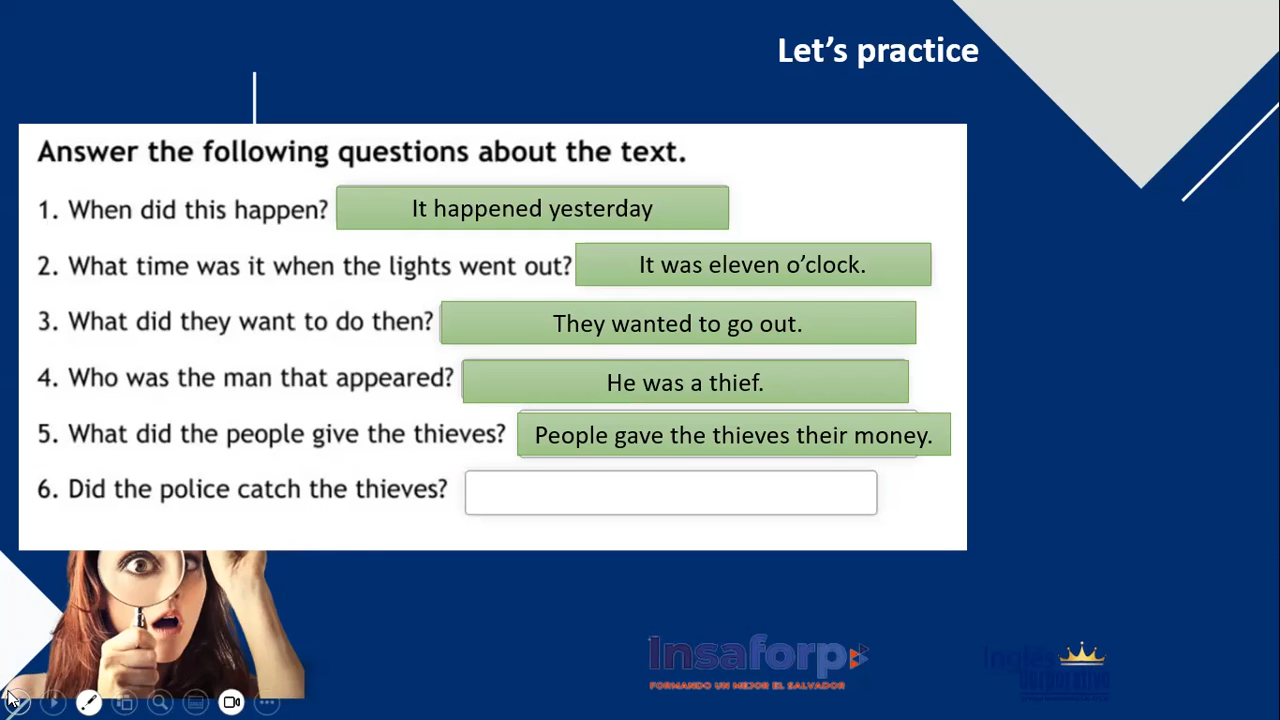 Let's practice
Answer the following questions about the text.
1. When did this happen? It happened yesterday
2. What time was it when the lights went out? It was eleven o'clock.
3. What did they want to do then? They wanted to go out.
4. Who was the man that appeared? He was a thief.
5. What did the people give the thieves? People gave the thieves their money.
6. Did the police catch the thieves?
Insaforp
FORMANDO UN MEJOR EL SALVADOR
Inglés
Corporativo